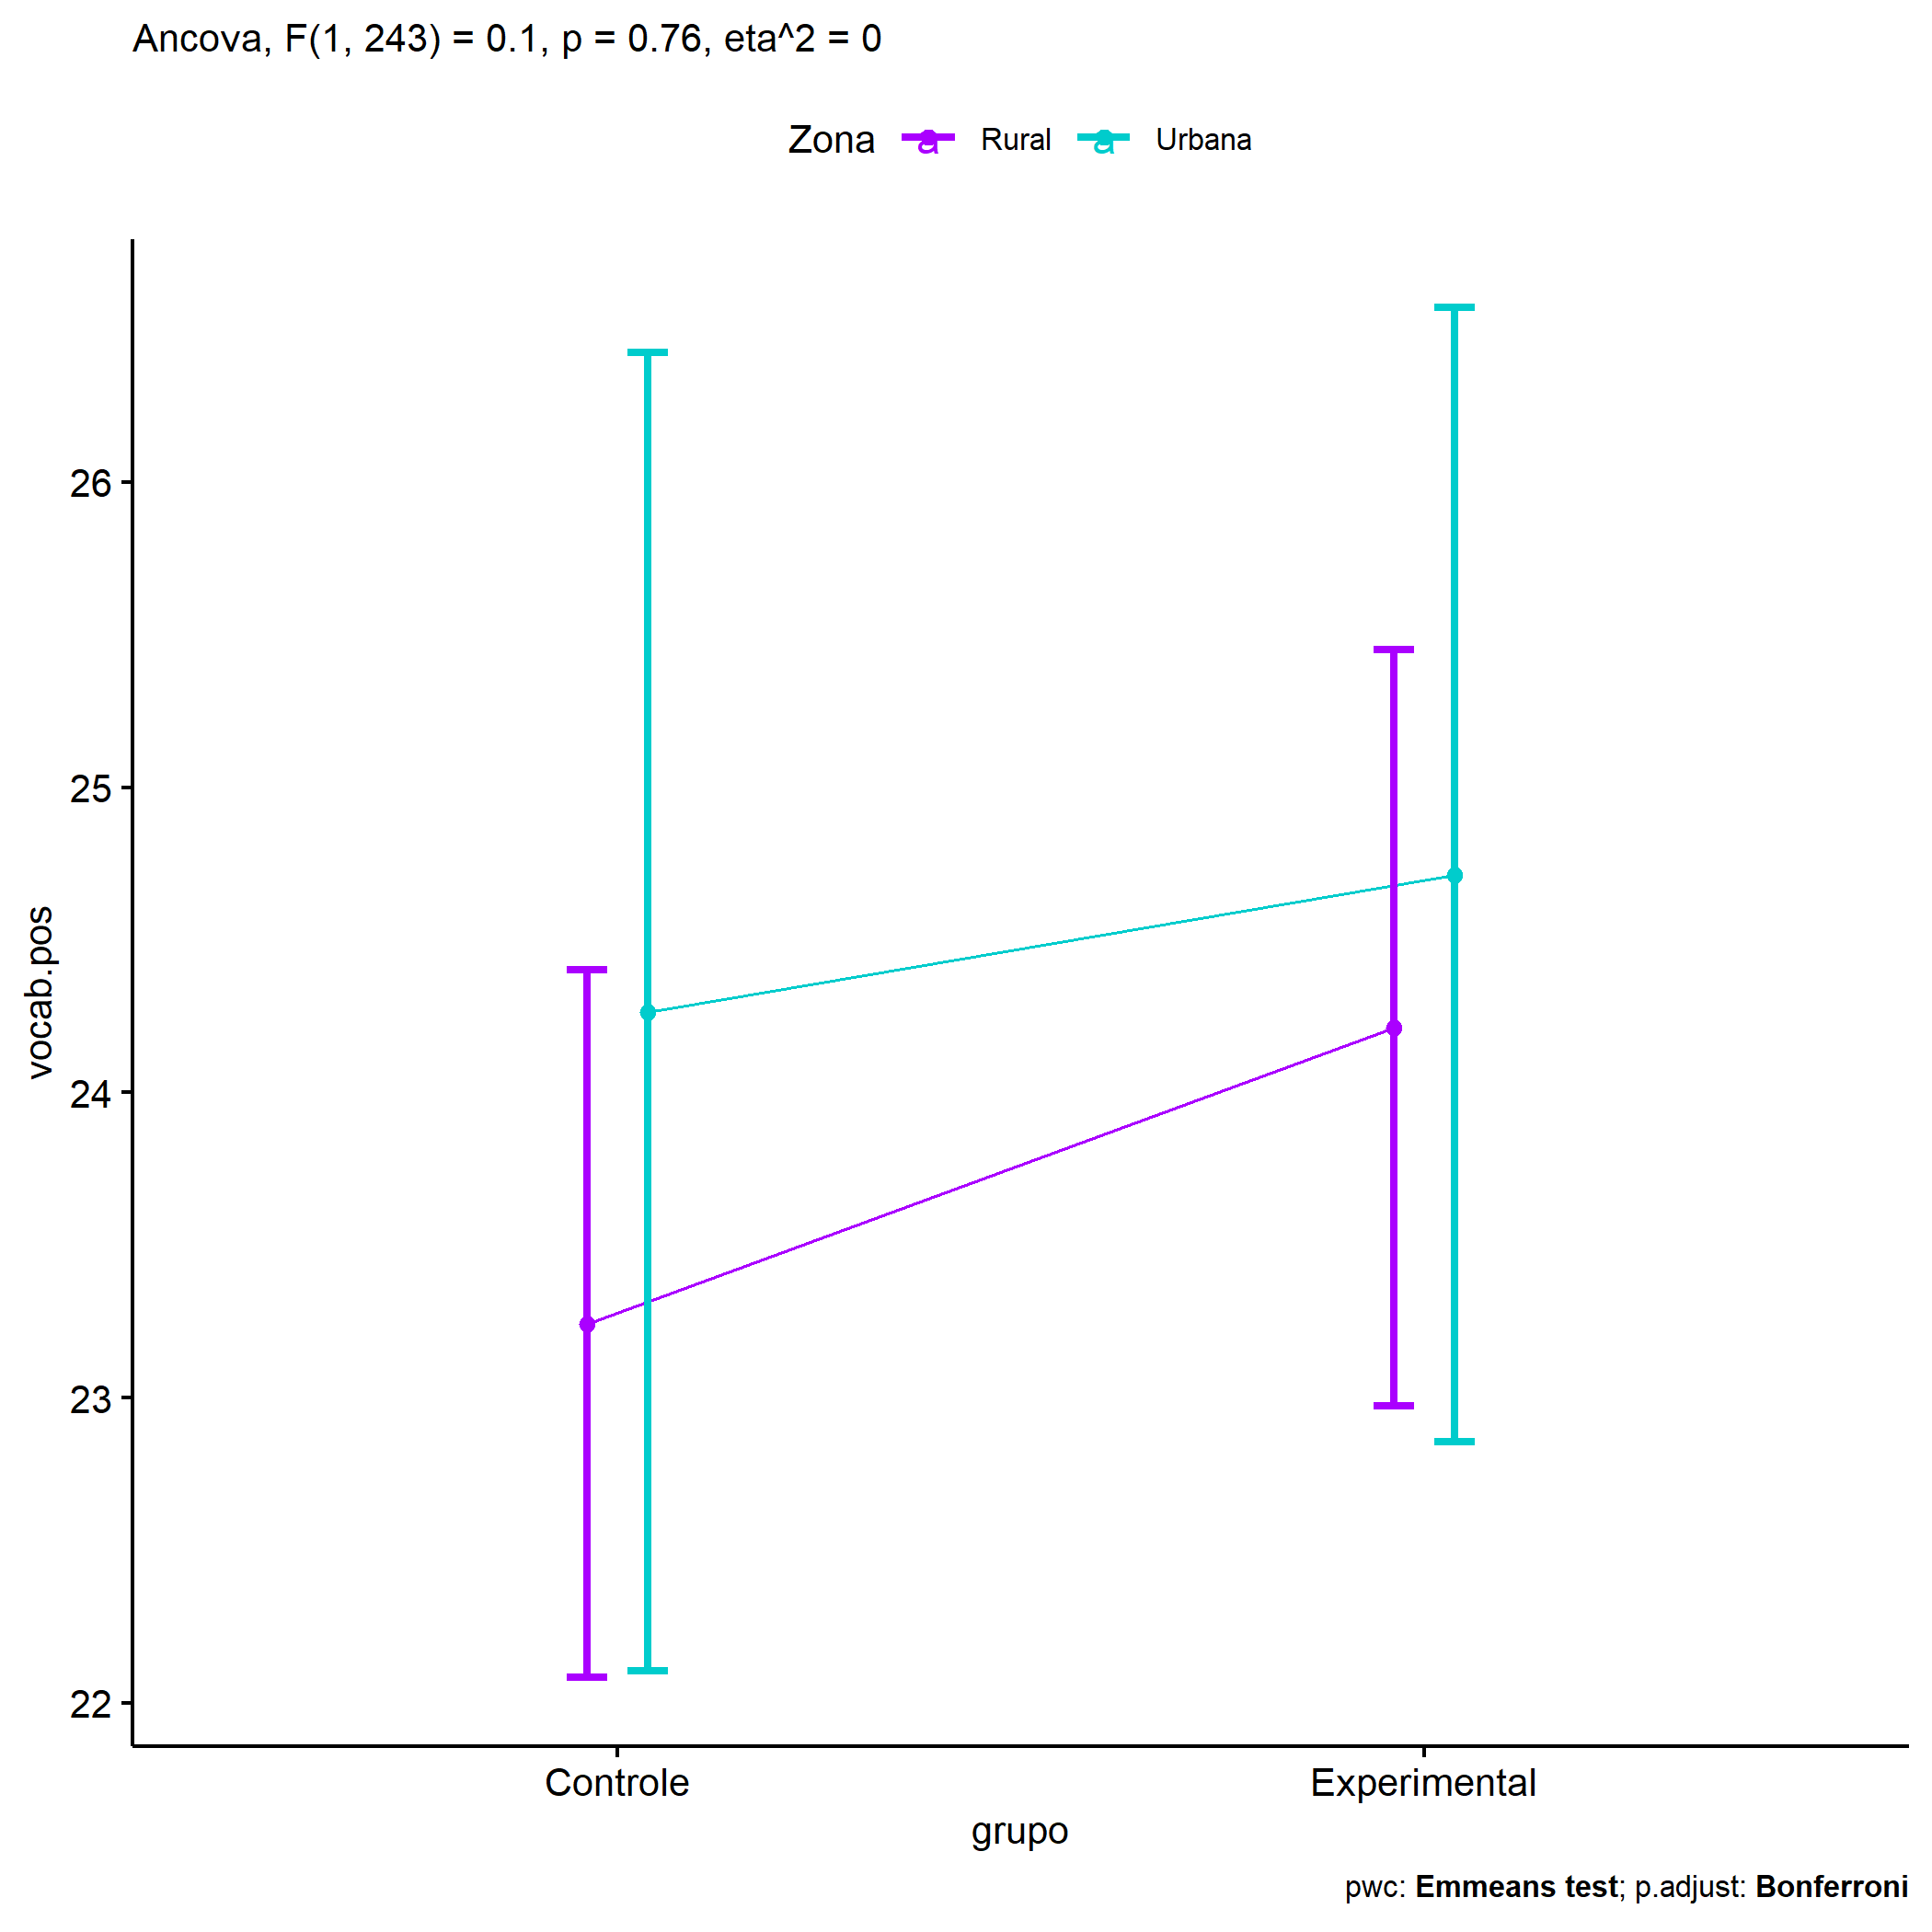 Ancova, F(1, 243) = 0.1, p = 0.76, eta^2 = 0
Zona a Rural a Urbana
26
25
24
23
22
vocab.pos
Controle Experimental
grupo
pwc: Emmeans test; p.adjust: Bonferroni